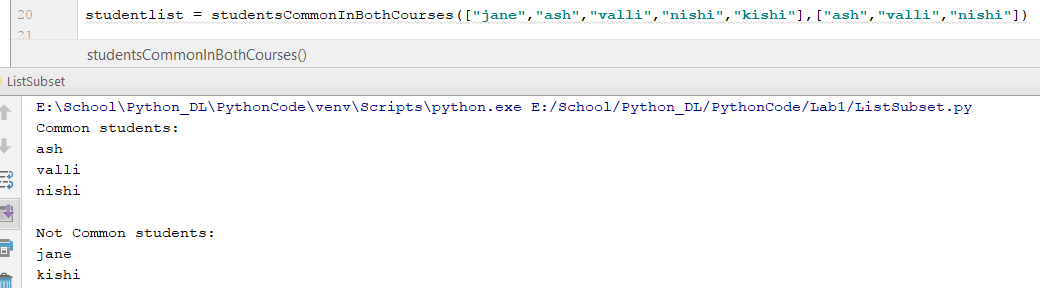 20 studentlist = studentsCommonInBothCourses(["jane","ash","valli","nishi","kishi"],["ash","valli","nishi"])
21
studentsCommonInBothCourses()
ListSubset
E:\School\Python_DL\PythonCode\venv\Scripts\python.exe E:/School/Python_DL/PythonCode/Lab1/ListSubset.py
Common students:
ash
valli
nishi
Not Common students:
jane
kishi